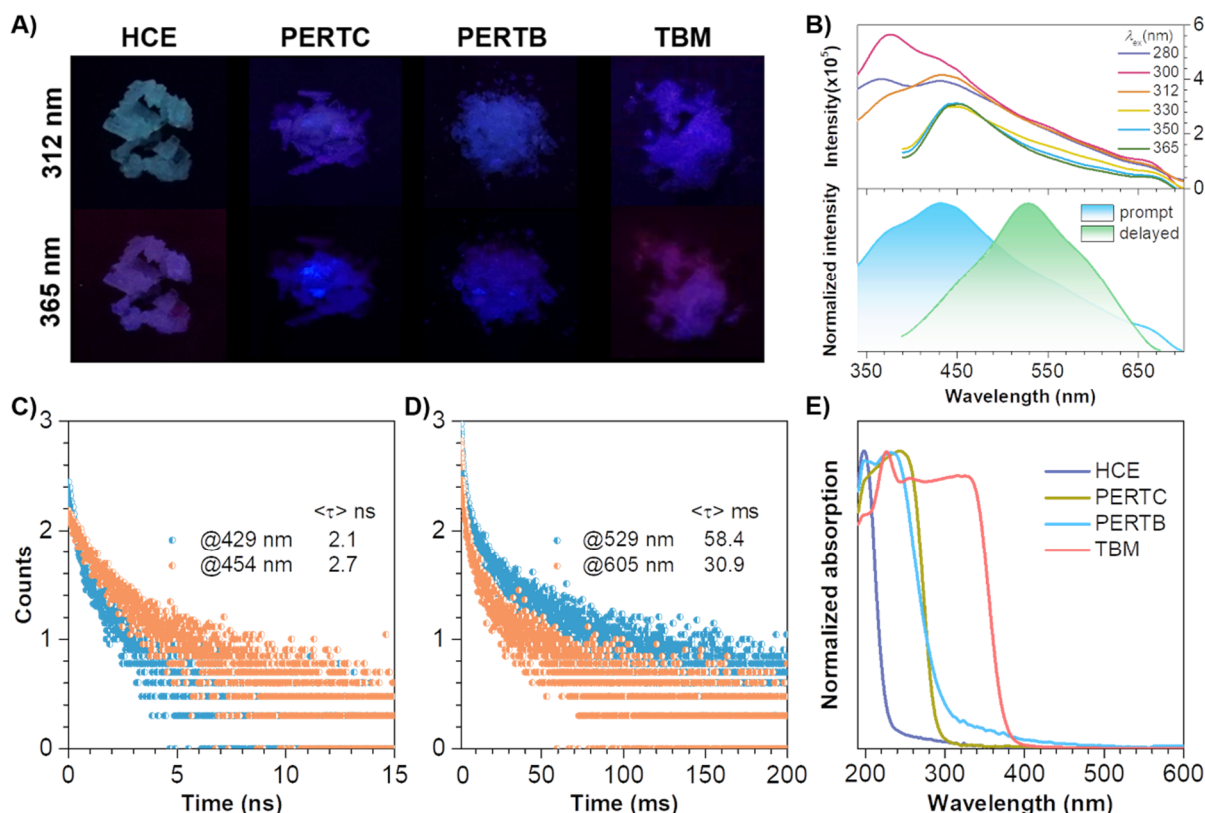 A)
HCE PERTC PERTB TBM
312 nm
365 nm
B)
Intensity(x10⁵)
6
4
2
0
λex(nm)
280
300
312
330
350
365
Normalized intensity
prompt
delayed
350 450 550 650
Wavelength (nm)
C)
Counts
3
2
1
0
<τ> ns
@429 nm 2.1
@454 nm 2.7
0 5 10 15
Time (ns)
D)
3
2
1
0
<τ> ms
@529 nm 58.4
@605 nm 30.9
0 50 100 150 200
Time (ms)
E)
Normalized absorption
HCE
PERTC
PERTB
TBM
200 300 400 500 600
Wavelength (nm)